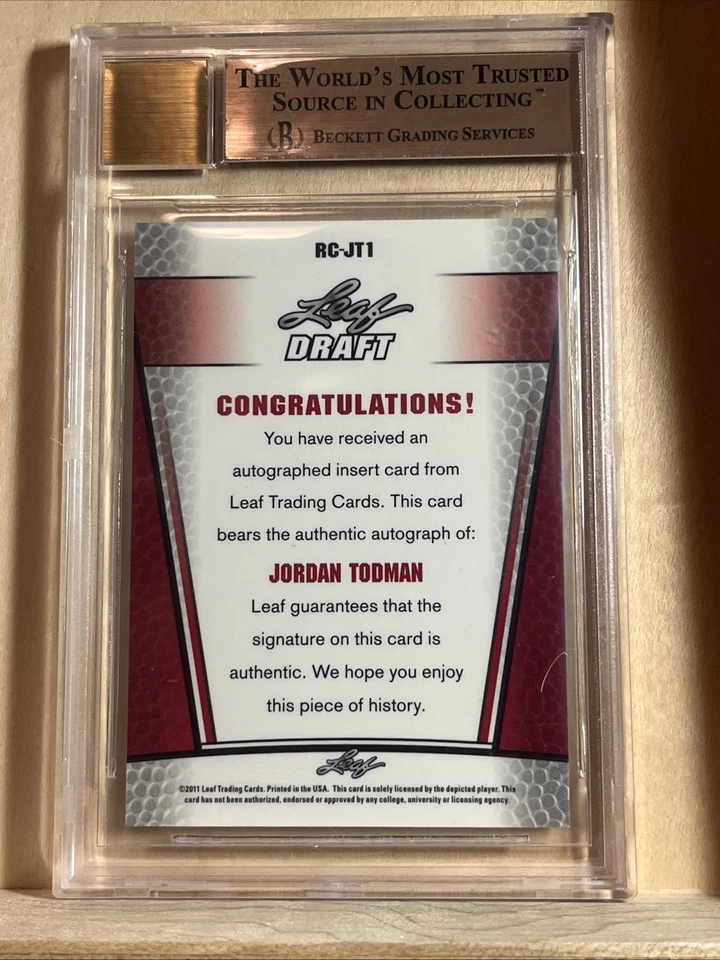 THE WORLD'S MOST TRUSTED
SOURCE IN COLLECTING™
(B) BECKETT GRADING SERVICES
RC-JT1
Leaf
DRAFT
CONGRATULATIONS!
You have received an
autographed insert card from
Leaf Trading Cards. This card
bears the authentic autograph of:
JORDAN TODMAN
Leaf guarantees that the
signature on this card is
authentic. We hope you enjoy
this piece of history.
Leaf
©2011 Leaf Trading Cards. Printed in the USA. This card is solely licensed by the depicted player. This
card has not been authorized, endorsed or approved by any college, university or licensing agency.